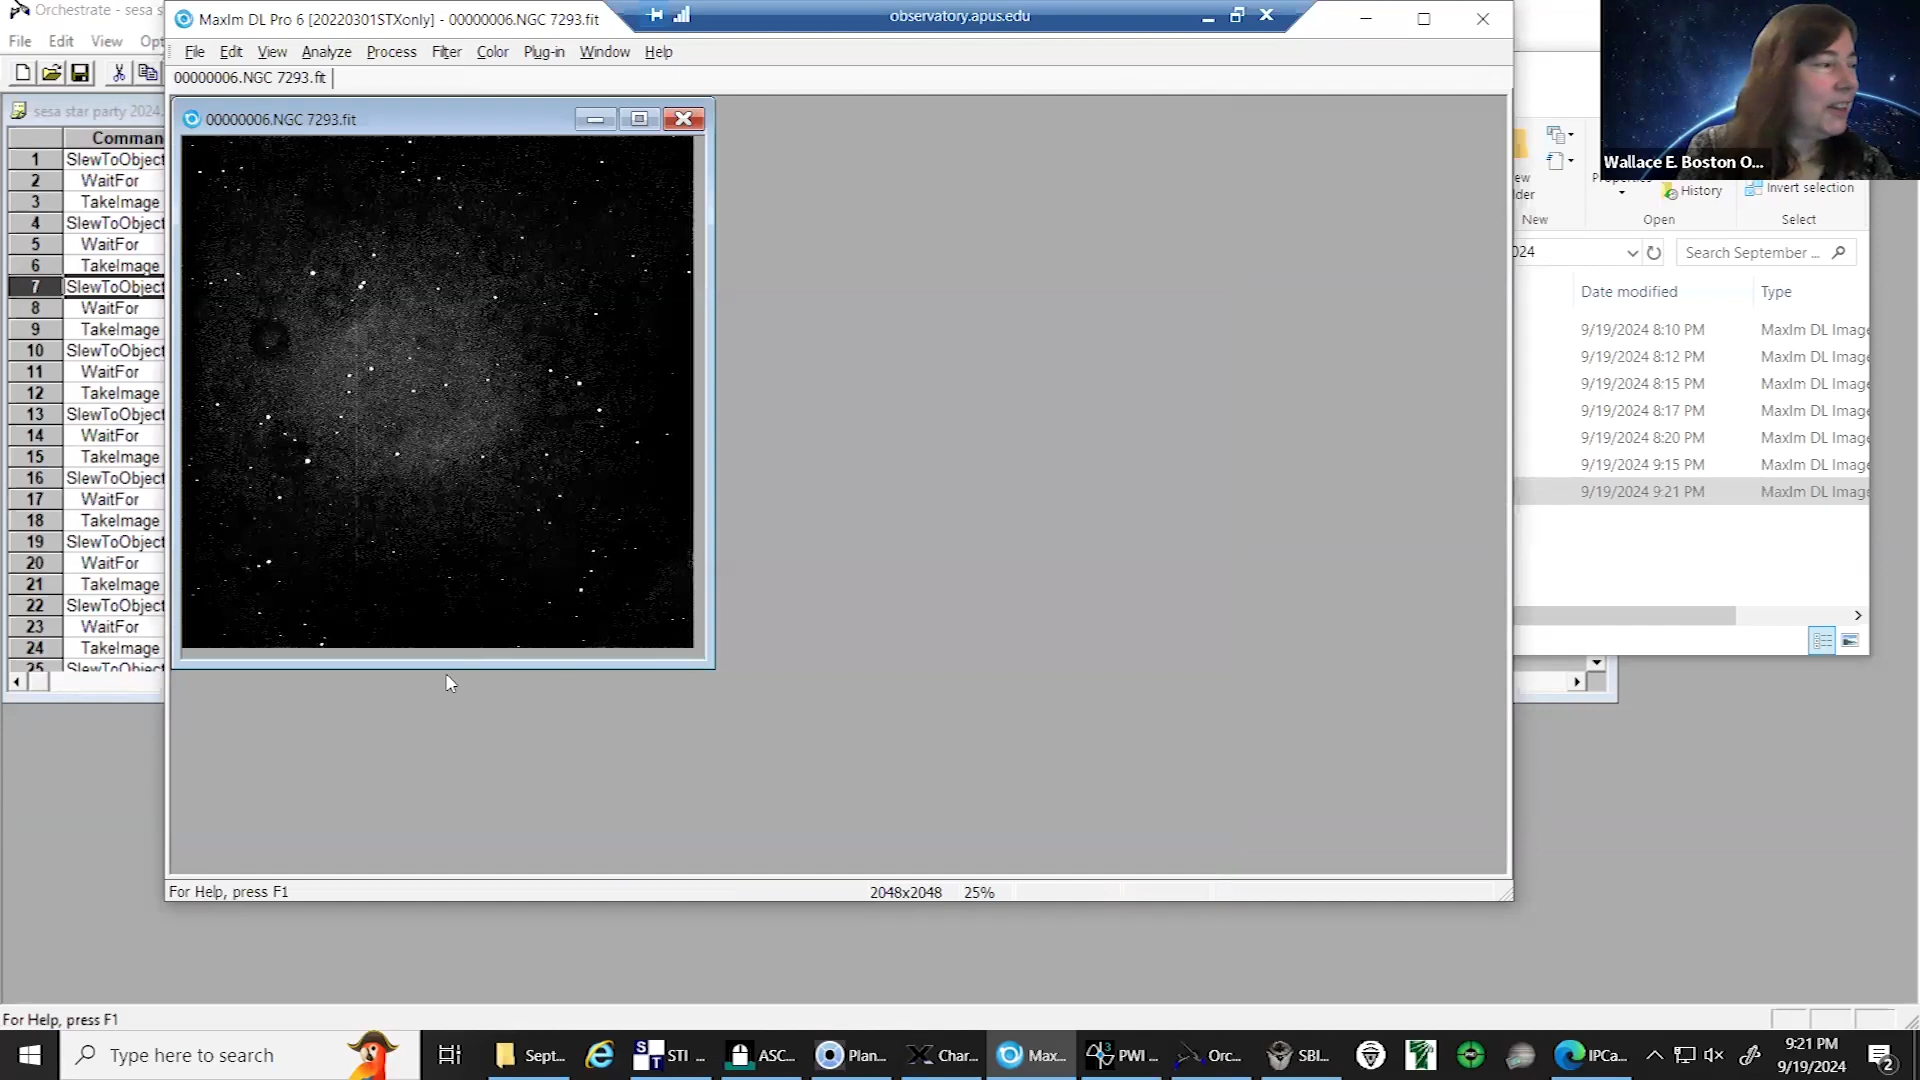 Orchestrate - sesa s
MaxIm DL Pro 6 [20220301STXonly] - 00000006.NGC 7293.fit
observatory.apus.edu
File Edit View Opt
File Edit View Analyze Process Filter Color Plug-in Window Help
00000006.NGC 7293.fit
sesa star party 2024.
00000006.NGC 7293.fit
Comman
1 SlewToObject
2 WaitFor
3 TakeImage
4 SlewToObject
5 WaitFor
6 TakeImage
7 SlewToObject
8 WaitFor
9 TakeImage
10 SlewToObject
11 WaitFor
12 TakeImage
13 SlewToObject
14 WaitFor
15 TakeImage
16 SlewToObject
17 WaitFor
18 TakeImage
19 SlewToObject
20 WaitFor
21 TakeImage
22 SlewToObject
23 WaitFor
24 TakeImage
25 SlewToObject
Wallace E. Boston O...
History
Invert selection
New
Open
Select
024
Search September ...
Date modified Type
9/19/2024 8:10 PM MaxIm DL Image
9/19/2024 8:12 PM MaxIm DL Image
9/19/2024 8:15 PM MaxIm DL Image
9/19/2024 8:17 PM MaxIm DL Image
9/19/2024 8:20 PM MaxIm DL Image
9/19/2024 9:15 PM MaxIm DL Image
9/19/2024 9:21 PM MaxIm DL Image
For Help, press F1
2048x2048 25%
For Help, press F1
Type here to search
Sept...
STI ...
ASC...
Plan...
Char...
Max...
PWI ...
Orc...
SBI...
IPCa...
9:21 PM
9/19/2024
2